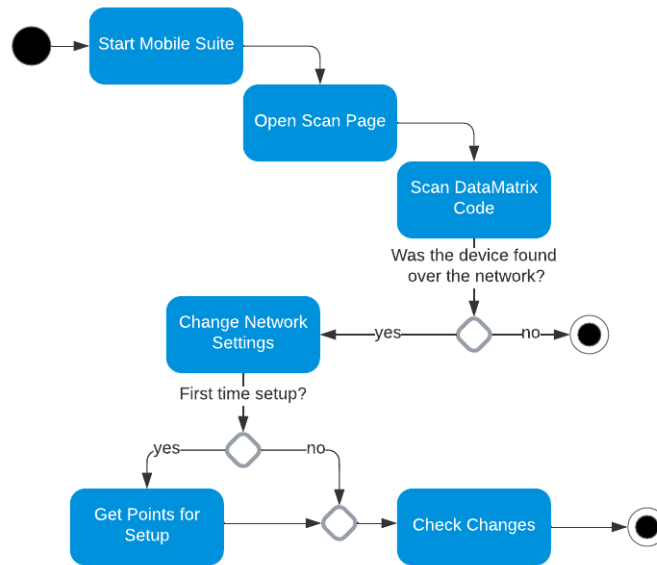 Start Mobile Suite
Open Scan Page
Scan DataMatrix
Code
Was the device found
over the network?
Change Network
Settings
yes
no
First time setup?
yes
no
Get Points for
Setup
Check Changes